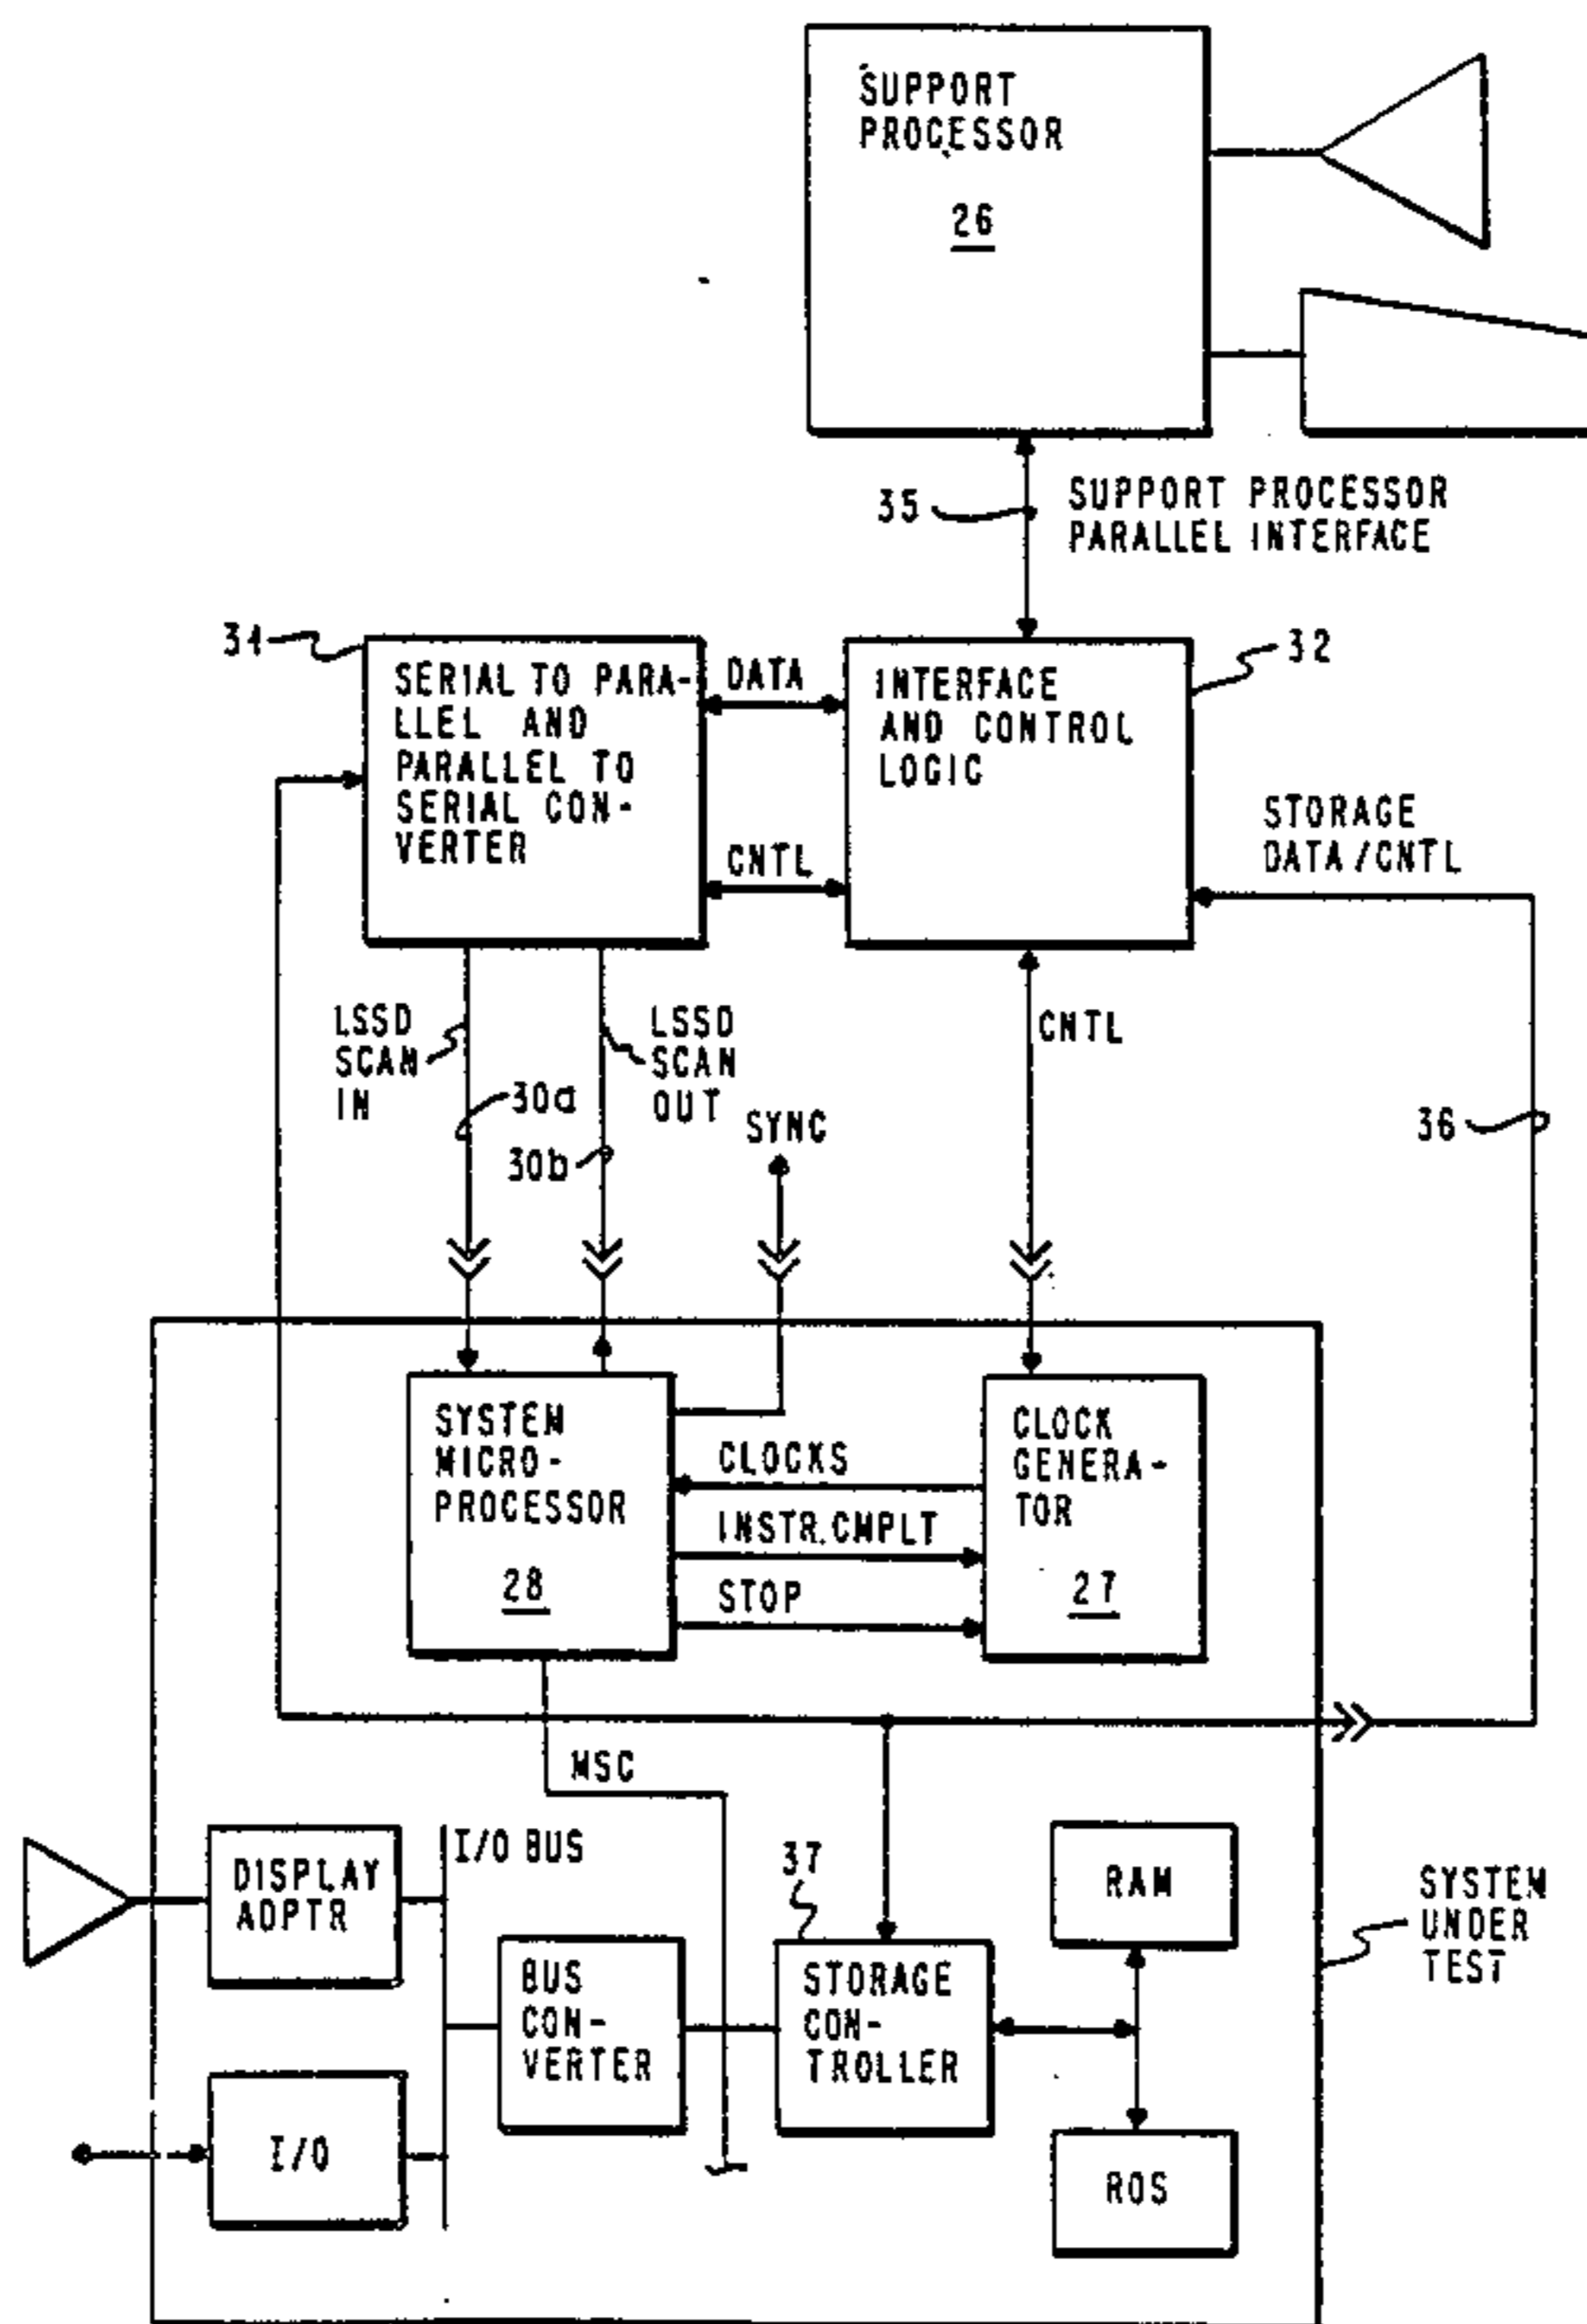 SUPPORT
PROCESSOR
26
35
SUPPORT PROCESSOR
PARALLEL INTERFACE
34
SERIAL TO PARA-
LLEL AND
PARALLEL TO
SERIAL CON-
VERTER
DATA
CNTL
INTERFACE
AND CONTROL
LOGIC
32
STORAGE
DATA/CNTL
LSSD
SCAN
IN
LSSD
SCAN
OUT
30a
30b
SYNC
CNTL
36
SYSTEM
MICRO-
PROCESSOR
28
CLOCKS
INSTR.CMPLT
STOP
CLOCK
GENERA-
TOR
27
MSC
I/O BUS
DISPLAY
ADPTR
37
RAM
SYSTEM
UNDER
TEST
BUS
CON-
VERTER
STORAGE
CON-
TROLLER
I/O
ROS